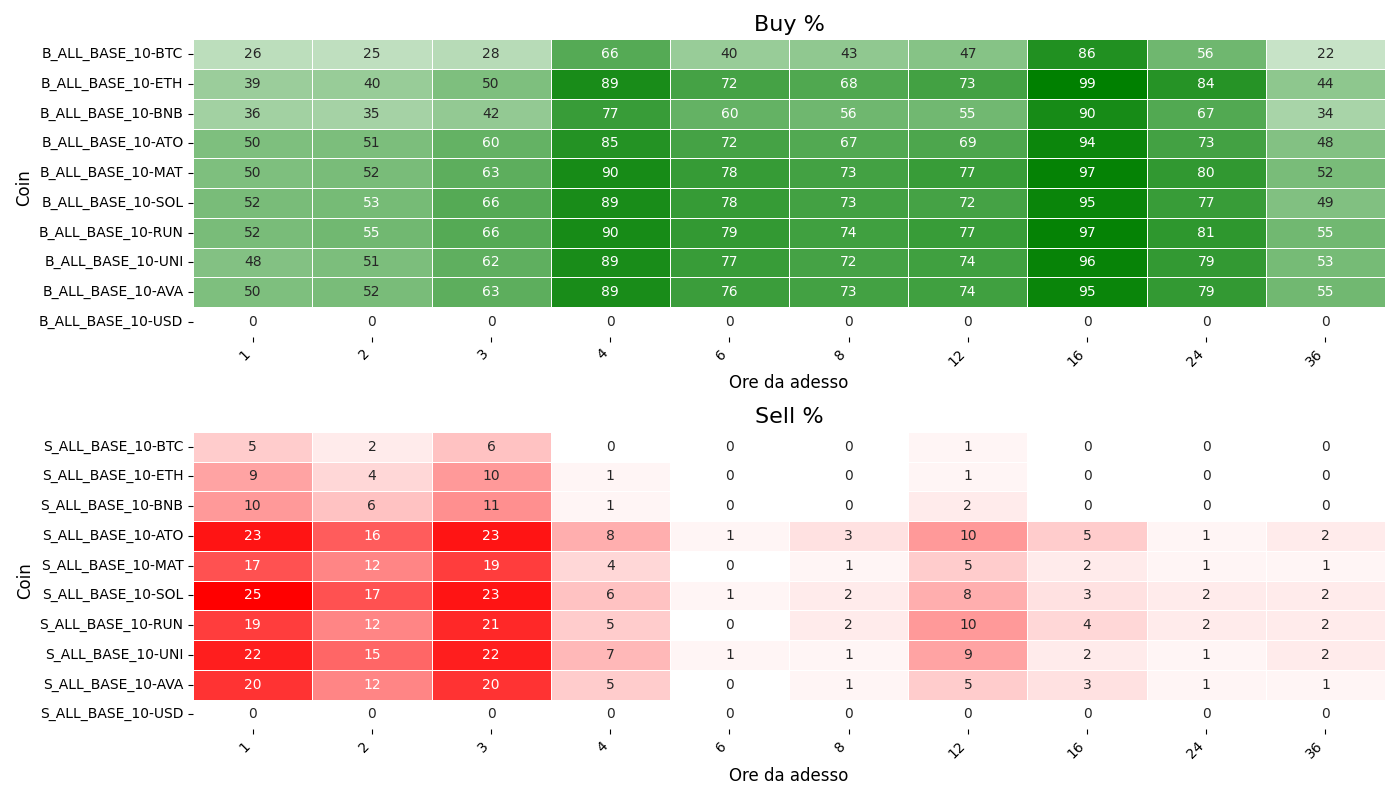 Buy %
Coin
B_ALL_BASE_10-BTC 26 25 28 66 40 43 47 86 56 22
B_ALL_BASE_10-ETH 39 40 50 89 72 68 73 99 84 44
B_ALL_BASE_10-BNB 36 35 42 77 60 56 55 90 67 34
B_ALL_BASE_10-ATO 50 51 60 85 72 67 69 94 73 48
B_ALL_BASE_10-MAT 50 52 63 90 78 73 77 97 80 52
B_ALL_BASE_10-SOL 52 53 66 89 78 73 72 95 77 49
B_ALL_BASE_10-RUN 52 55 66 90 79 74 77 97 81 55
B_ALL_BASE_10-UNI 48 51 62 89 77 72 74 96 79 53
B_ALL_BASE_10-AVA 50 52 63 89 76 73 74 95 79 55
B_ALL_BASE_10-USD 0 0 0 0 0 0 0 0 0 0
1 2 3 4 6 8 12 16 24 36
Ore da adesso
Sell %
Coin
S_ALL_BASE_10-BTC 5 2 6 0 0 0 1 0 0 0
S_ALL_BASE_10-ETH 9 4 10 1 0 0 1 0 0 0
S_ALL_BASE_10-BNB 10 6 11 1 0 0 2 0 0 0
S_ALL_BASE_10-ATO 23 16 23 8 1 3 10 5 1 2
S_ALL_BASE_10-MAT 17 12 19 4 0 1 5 2 1 1
S_ALL_BASE_10-SOL 25 17 23 6 1 2 8 3 2 2
S_ALL_BASE_10-RUN 19 12 21 5 0 2 10 4 2 2
S_ALL_BASE_10-UNI 22 15 22 7 1 1 9 2 1 2
S_ALL_BASE_10-AVA 20 12 20 5 0 1 5 3 1 1
S_ALL_BASE_10-USD 0 0 0 0 0 0 0 0 0 0
1 2 3 4 6 8 12 16 24 36
Ore da adesso